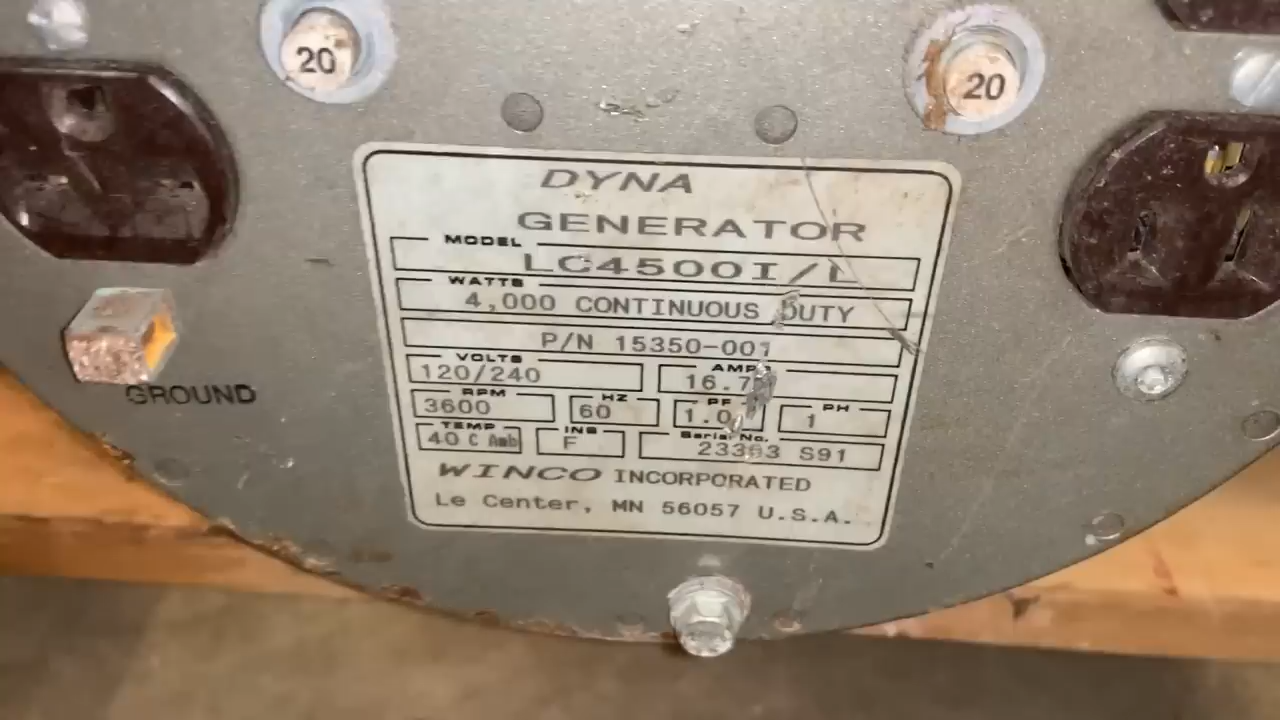 20
20
DYNA
GENERATOR
MODEL
LC4500I/L
WATTS
4,000 CONTINUOUS DUTY
P/N 15350-001
VOLTS AMP
120/240 16.7
RPM HZ PF PH
3600 60 1.0 1
TEMP INS Serial No.
40 C Amb F S91
WINCO INCORPORATED
Le Center, MN 56057 U.S.A.
GROUND